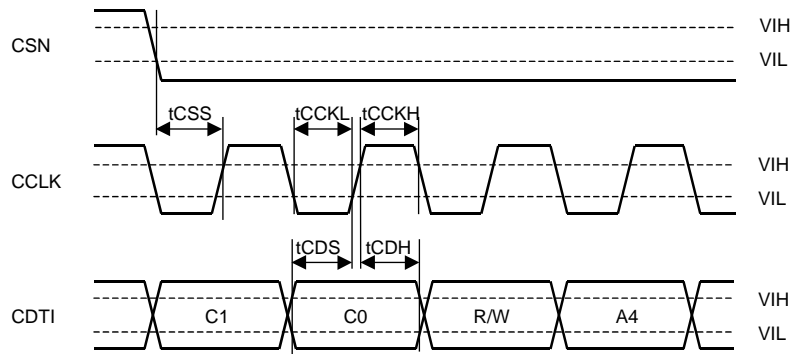 CSN
VIH
VIL
tCSS
tCCKL
tCCKH
CCLK
VIH
VIL
tCDS
tCDH
CDTI
C1
C0
R/W
A4
VIH
VIL